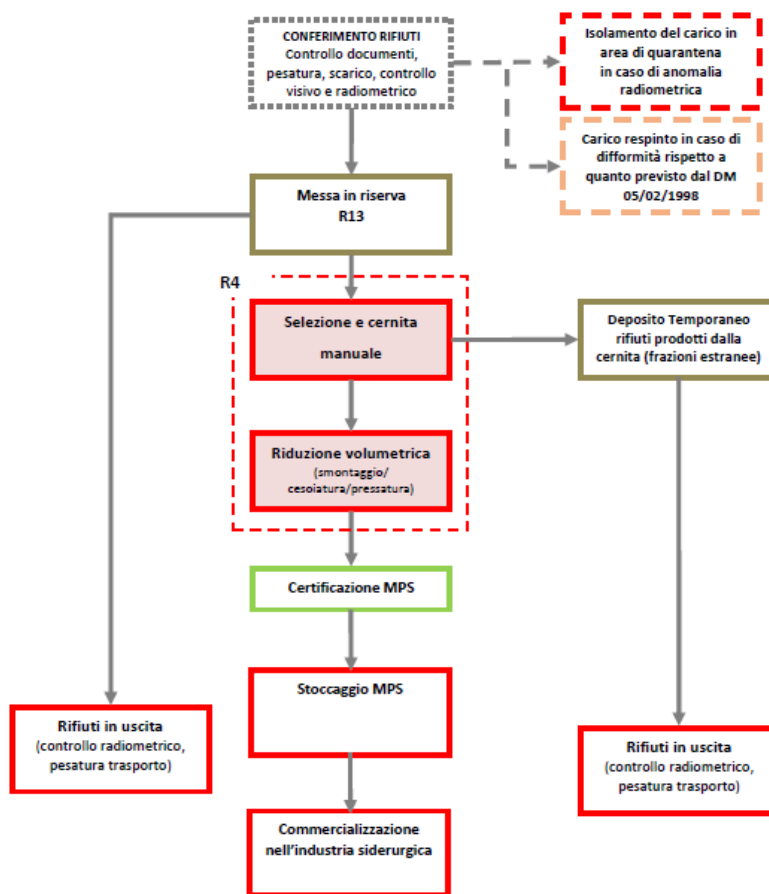 CONFERIMENTO RIFIUTI
Controllo documenti,
pesatura, scarico, controllo
visivo e radiometrico
Isolamento del carico in
area di quarantena
in caso di anomalia
radiometrica
Carico respinto in caso di
difformità rispetto a
quanto previsto dal DM
05/02/1998
Messa in riserva
R13
R4
Selezione e cernita
manuale
Deposito Temporaneo
rifiuti prodotti dalla
cernita (frazioni estranee)
Riduzione volumetrica
(smontaggio/
cesoiatura/pressatura)
Certificazione MPS
Stoccaggio MPS
Rifiuti in uscita
(controllo radiometrico,
pesatura trasporto)
Rifiuti in uscita
(controllo radiometrico,
pesatura trasporto)
Commercializzazione
nell'industria siderurgica